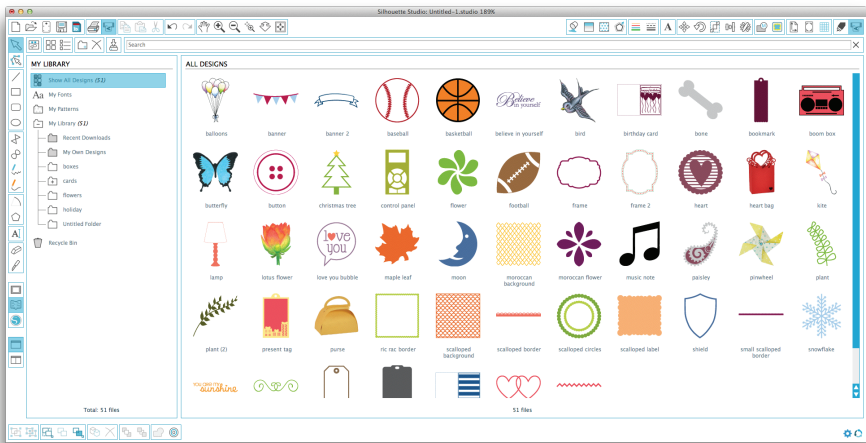 Silhouette Studio: Untitled-1.studio 189%
Search
MY LIBRARY
Show All Designs (51)
Aa My Fonts
My Patterns
My Library (51)
Recent Downloads
My Own Designs
boxes
cards
flowers
holiday
Untitled Folder
Recycle Bin
Total: 51 files
ALL DESIGNS
Believe
in yourself
balloons banner banner 2 baseball basketball believe in yourself bird birthday card bone bookmark boom box
butterfly button christmas tree control panel flower football frame frame 2 heart heart bag kite
love
you
lamp lotus flower love you bubble maple leaf moon moroccan background moroccan flower music note paisley pinwheel plant
plant (2) present tag purse ric rac border scalloped background scalloped border scalloped circles scalloped label shield small scalloped border snowflake
YOU ARE MY
sunshine
51 files